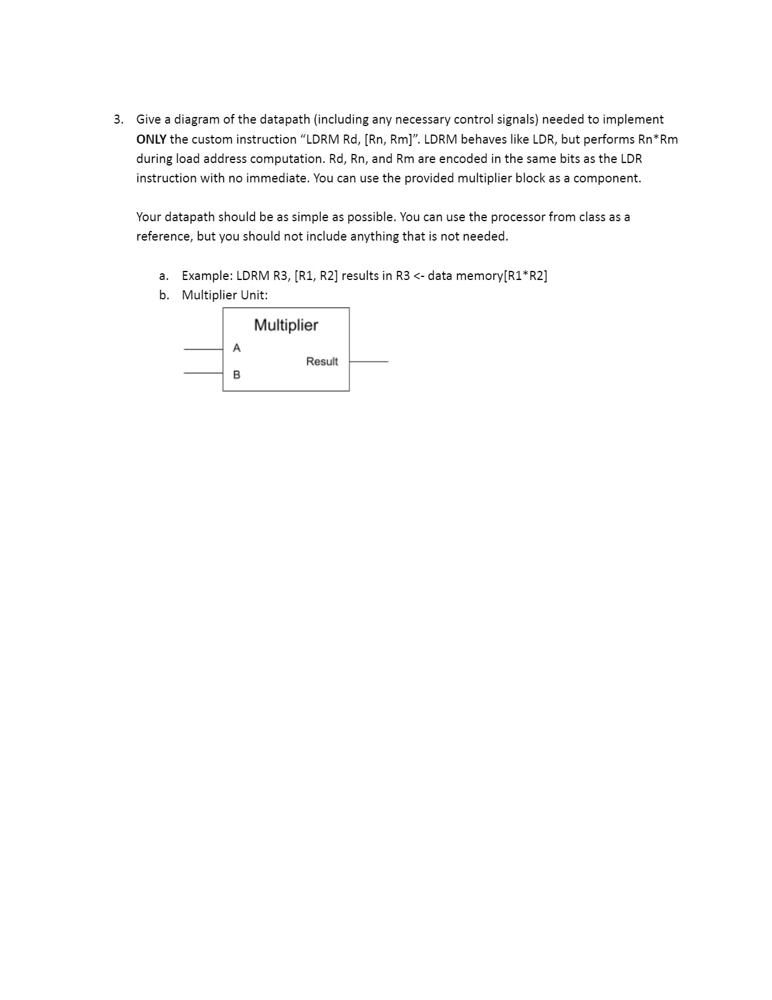 3. Give a diagram of the datapath (including any necessary control signals) needed to implement
ONLY the custom instruction “LDRM Rd, [Rn, Rm]”. LDRM behaves like LDR, but performs Rn*Rm
during load address computation. Rd, Rn, and Rm are encoded in the same bits as the LDR
instruction with no immediate. You can use the provided multiplier block as a component.
Your datapath should be as simple as possible. You can use the processor from class as a
reference, but you should not include anything that is not needed.
a. Example: LDRM R3, [R1, R2] results in R3 <- data memory[R1*R2]
b. Multiplier Unit:
Multiplier
A
Result
B